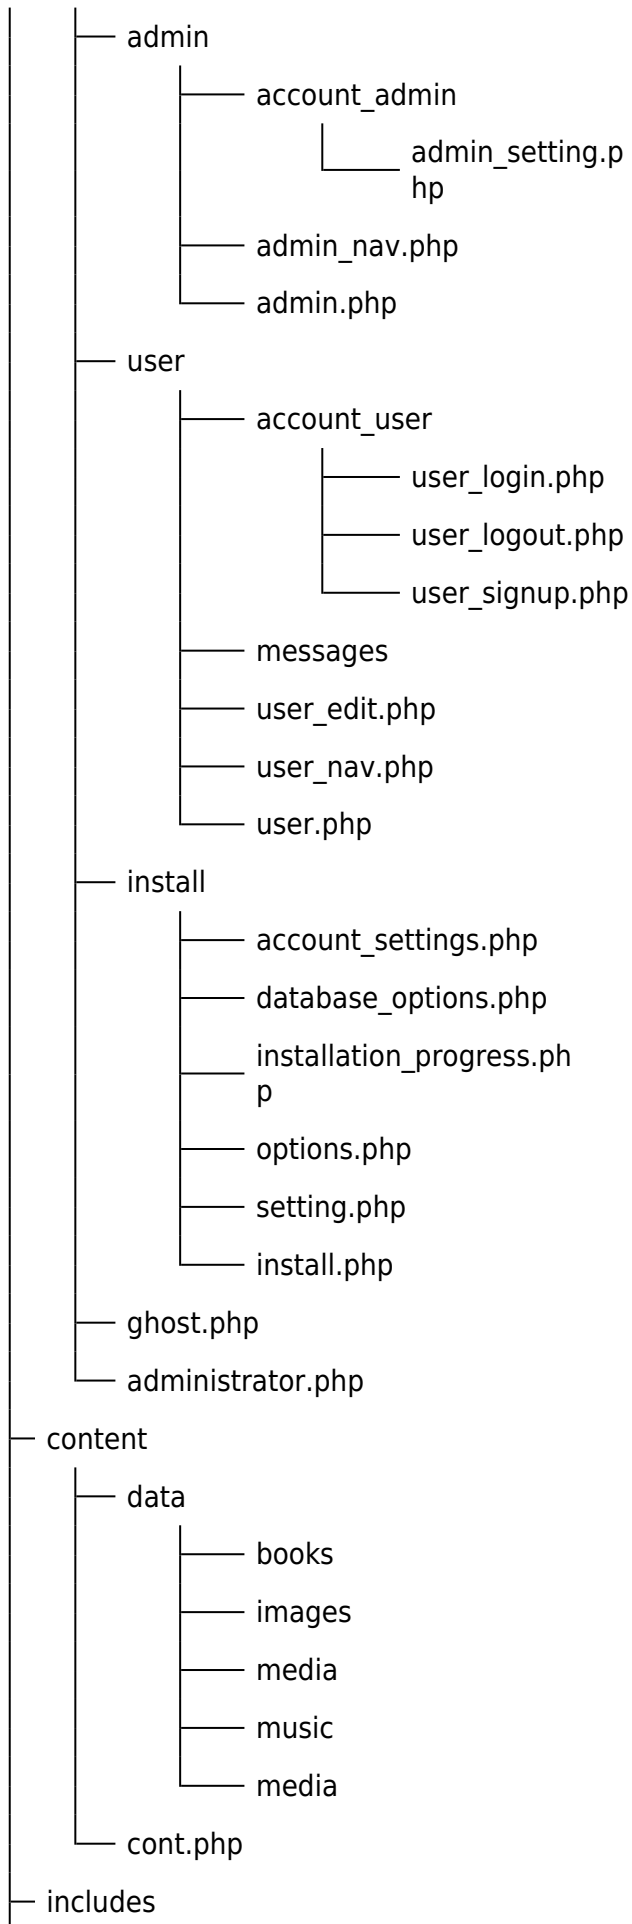 admin
account_admin
admin_setting.p
hp
admin_nav.php
admin.php
user
account_user
user_login.php
user_logout.php
user_signup.php
messages
user_edit.php
user_nav.php
user.php
install
account_settings.php
database_options.php
installation_progress.ph
p
options.php
setting.php
install.php
ghost.php
administrator.php
content
data
books
images
media
music
media
cont.php
includes